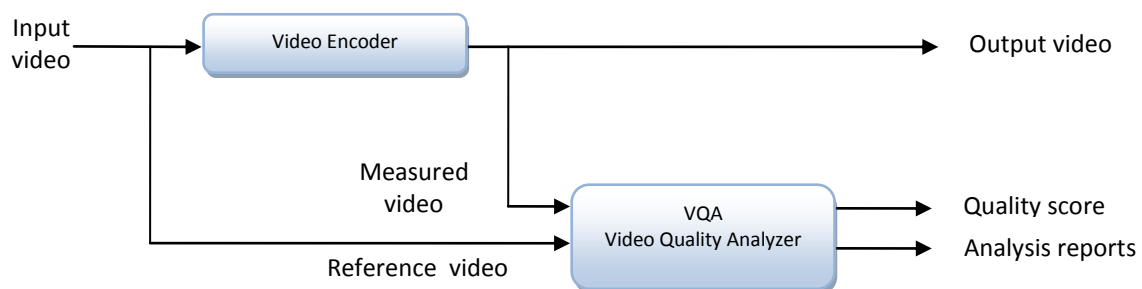 Input
video
Video Encoder
Output video
Measured
video
VQA
Video Quality Analyzer
Quality score
Analysis reports
Reference video